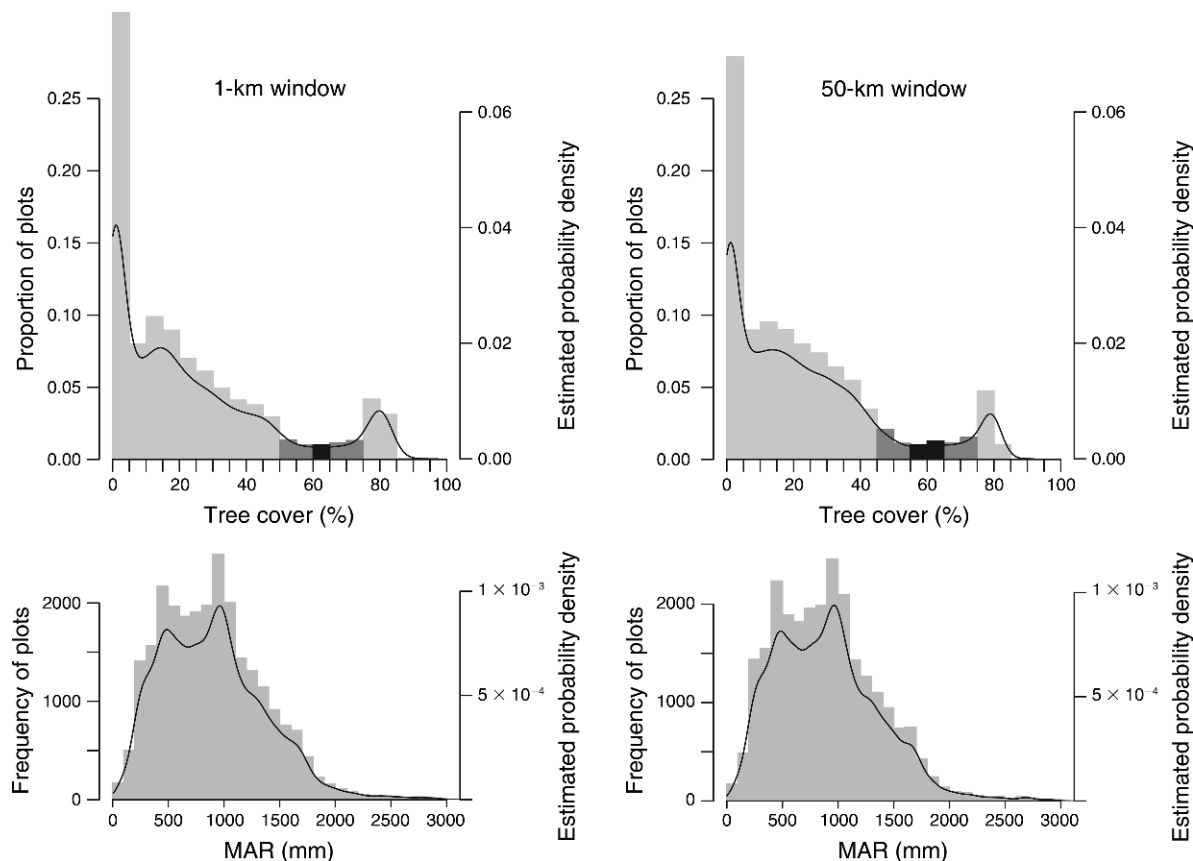 1-km window
0.25
0.20
0.15
0.10
0.05
0.00
Proportion of plots
0.06
0.04
0.02
0.00
Estimated probability density
0 20 40 60 80 100
Tree cover (%)
50-km window
0.25
0.20
0.15
0.10
0.05
0.00
Proportion of plots
0.06
0.04
0.02
0.00
Estimated probability density
0 20 40 60 80 100
Tree cover (%)
2000
1000
0
Frequency of plots
1 × 10⁻³
5 × 10⁻⁴
0
Estimated probability density
0 500 1000 1500 2000 3000
MAR (mm)
2000
1000
0
Frequency of plots
1 × 10⁻³
5 × 10⁻⁴
0
Estimated probability density
0 500 1000 1500 2000 3000
MAR (mm)